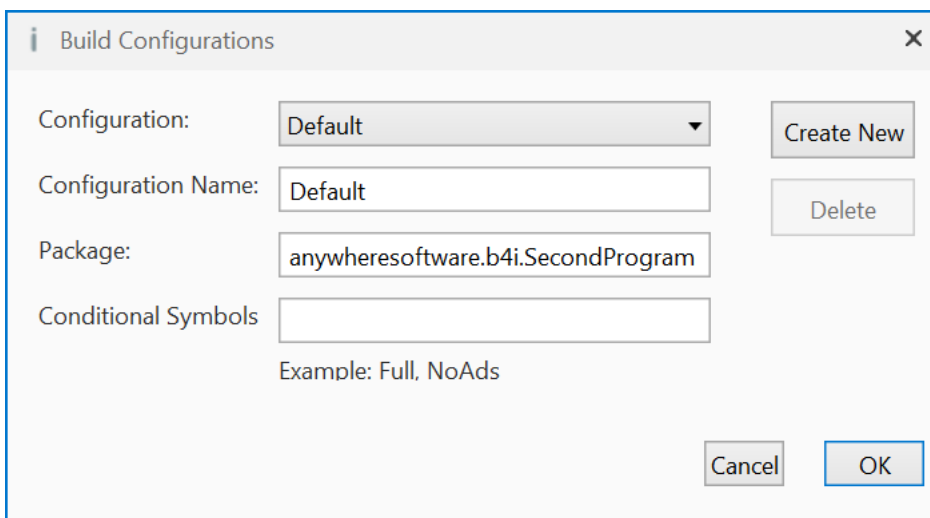 i Build Configurations
Configuration: Default Create New
Configuration Name: Default Delete
Package: anywheresoftware.b4i.SecondProgram
Conditional Symbols
Example: Full, NoAds
Cancel OK